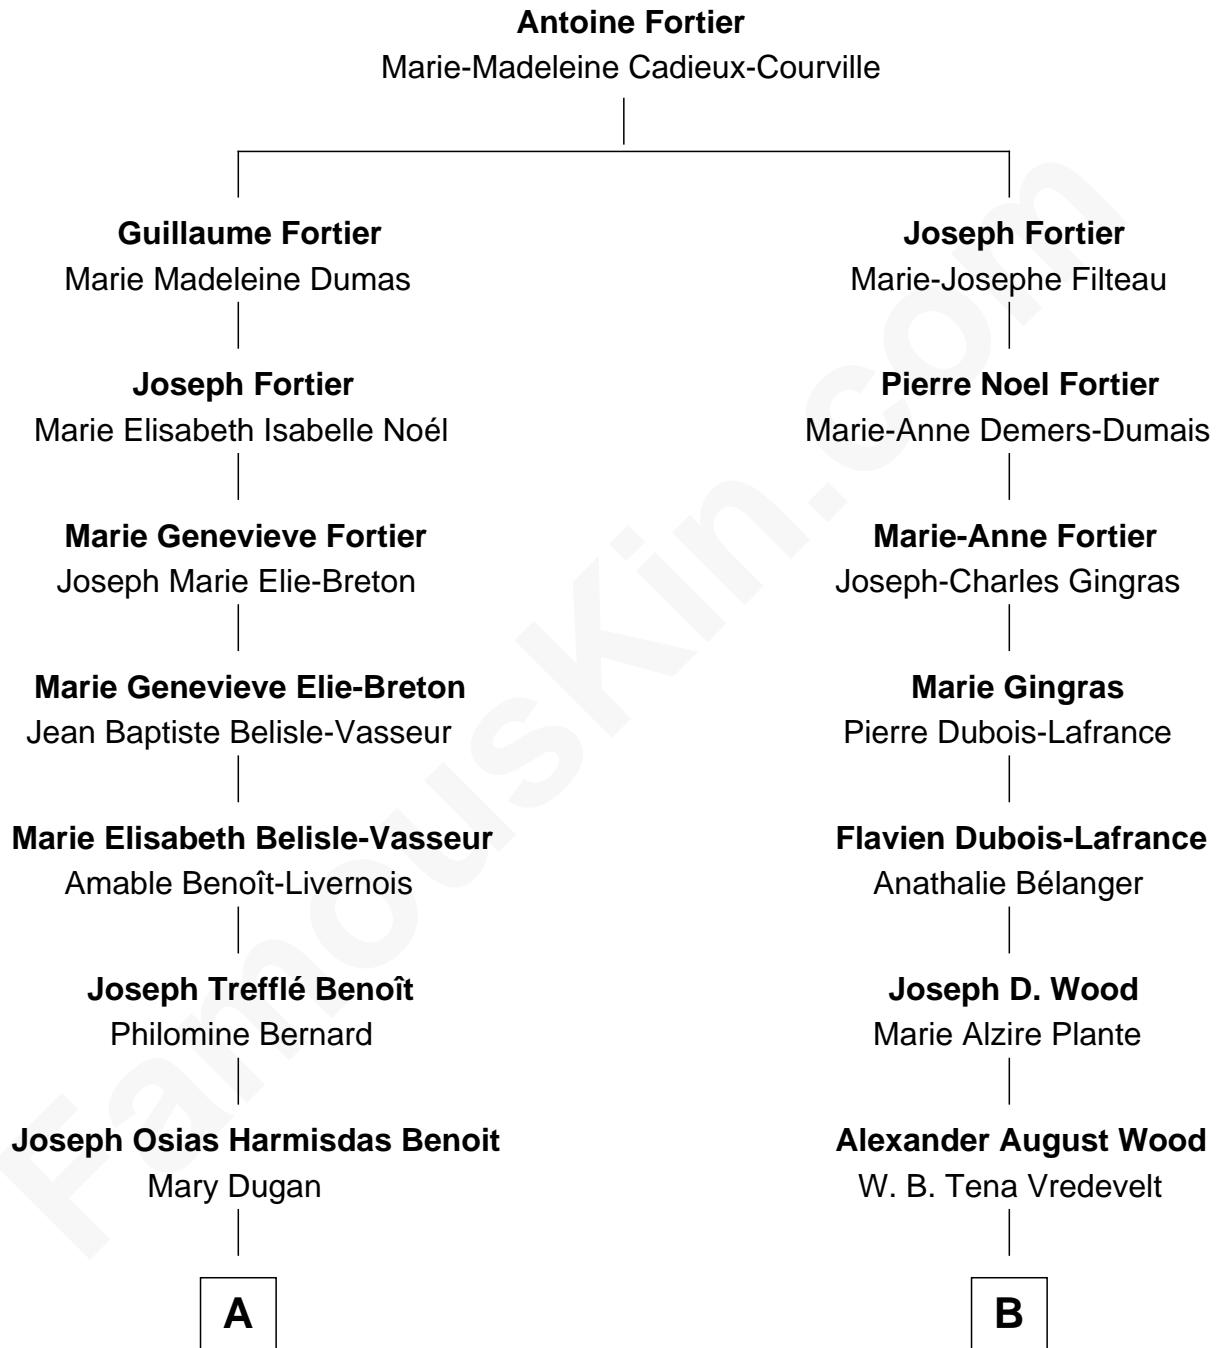 Antoine Fortier
Marie-Madeleine Cadieux-Courville
Guillaume Fortier
Marie Madeleine Dumas
Joseph Fortier
Marie Elisabeth Isabelle Noél
Marie Genevieve Fortier
Joseph Marie Elie-Breton
Marie Genevieve Elie-Breton
Jean Baptiste Belisle-Vasseur
Marie Elisabeth Belisle-Vasseur
Amable Benoît-Livernois
Joseph Trefflé Benoît
Philomine Bernard
Joseph Osias Harmisdas Benoit
Mary Dugan
A
Joseph Fortier
Marie-Josephe Filteau
Pierre Noel Fortier
Marie-Anne Demers-Dumais
Marie-Anne Fortier
Joseph-Charles Gingras
Marie Gingras
Pierre Dubois-Lafrance
Flavien Dubois-Lafrance
Anathalie Bélanger
Joseph D. Wood
Marie Alzire Plante
Alexander August Wood
W. B. Tena Vredevelt
B
FamousKin.com